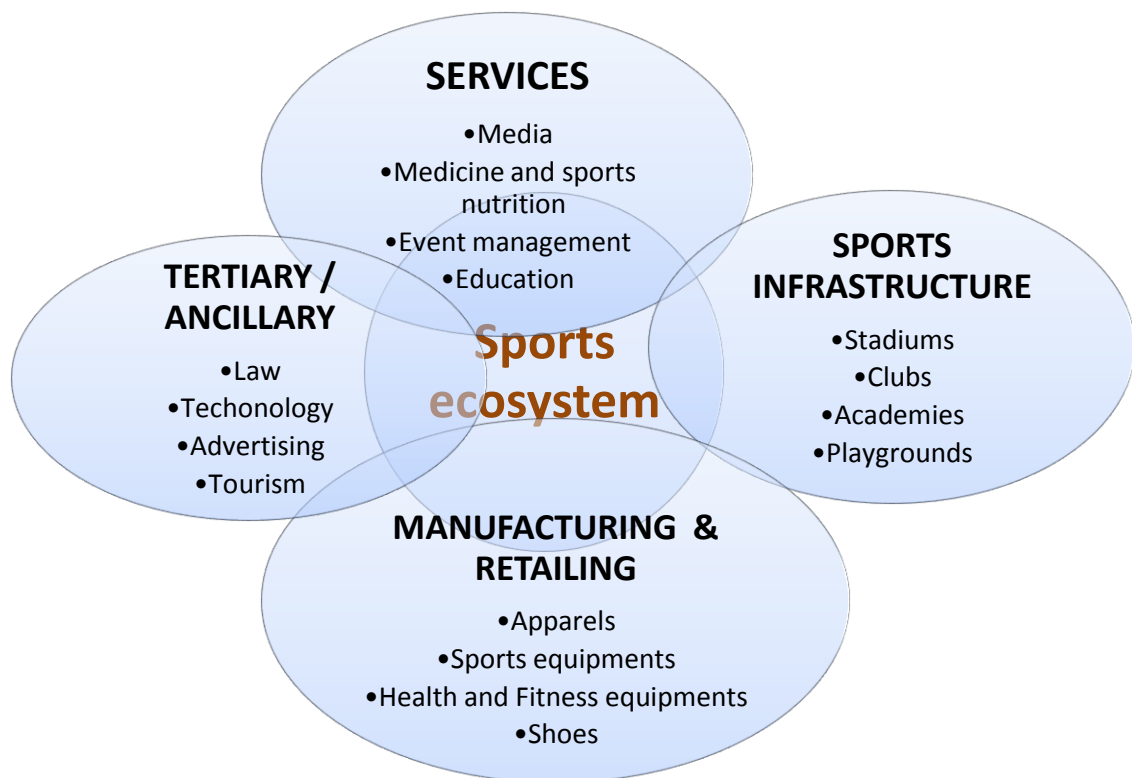 SERVICES
•Media
•Medicine and sports
nutrition
•Event management
•Education
TERTIARY /
ANCILLARY
•Law
•Techonology
•Advertising
•Tourism
Sports
ecosystem
SPORTS
INFRASTRUCTURE
•Stadiums
•Clubs
•Academies
•Playgrounds
MANUFACTURING &
RETAILING
•Apparels
•Sports equipments
•Health and Fitness equipments
•Shoes